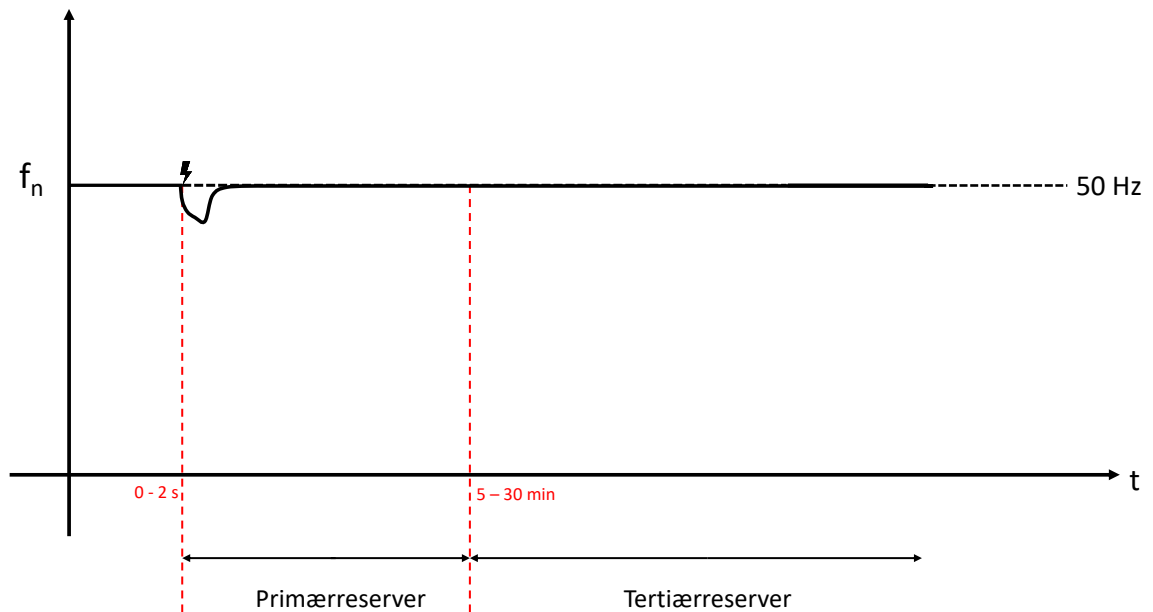 fn
50 Hz
t
0 - 2 s
5 – 30 min
Primærreserver
Tertiærreserver